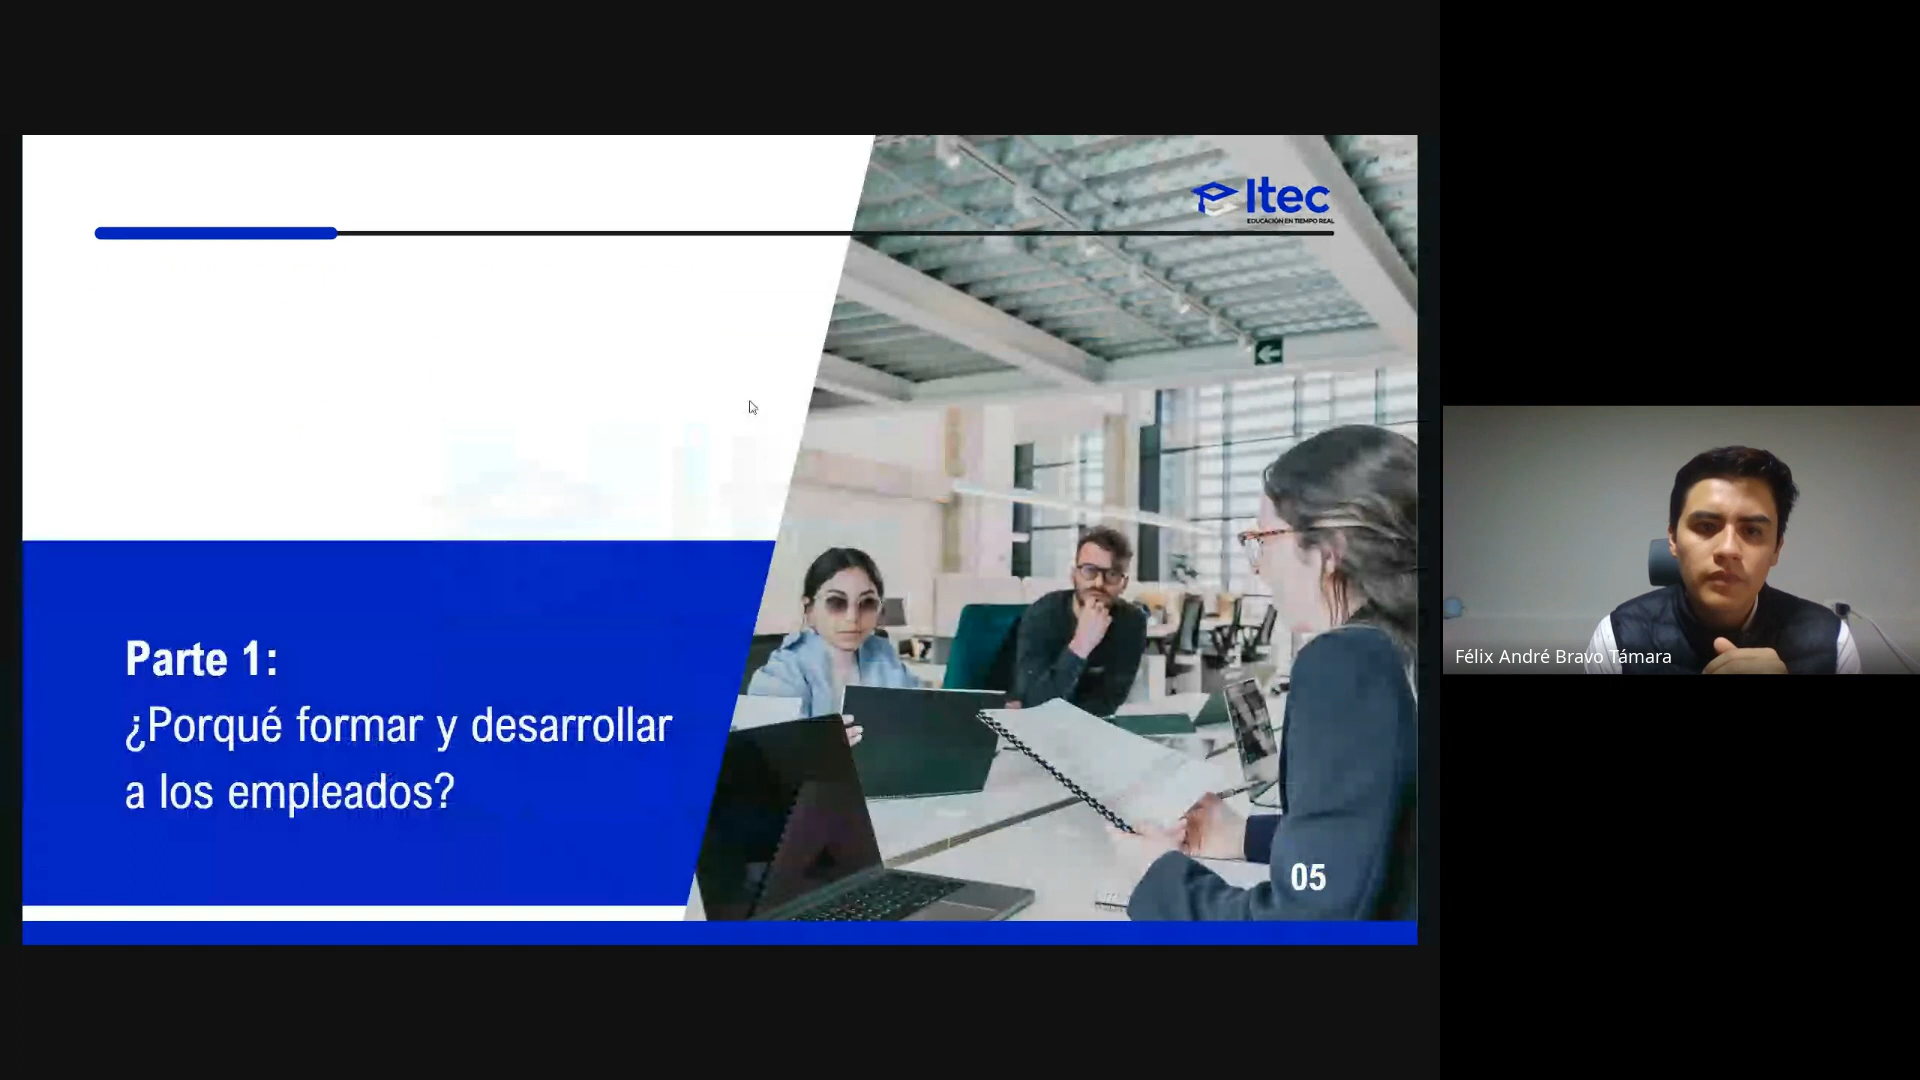 Itec
EDUCACIÓN EN TIEMPO REAL
Parte 1:
¿Porqué formar y desarrollar
a los empleados?
05
Félix André Bravo Támara